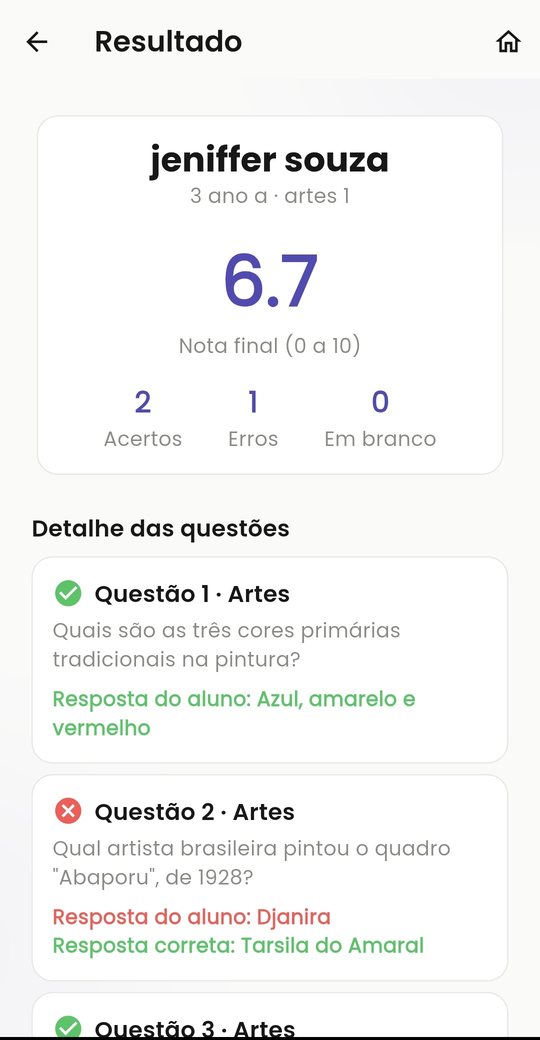 Resultado
jeniffer souza
3 ano a · artes 1
6.7
Nota final (0 a 10)
2 1 0
Acertos Erros Em branco
Detalhe das questões
Questão 1 · Artes
Quais são as três cores primárias
tradicionais na pintura?
Resposta do aluno: Azul, amarelo e
vermelho
Questão 2 · Artes
Qual artista brasileira pintou o quadro
"Abaporu", de 1928?
Resposta do aluno: Djanira
Resposta correta: Tarsila do Amaral
Questão 3 · Artes